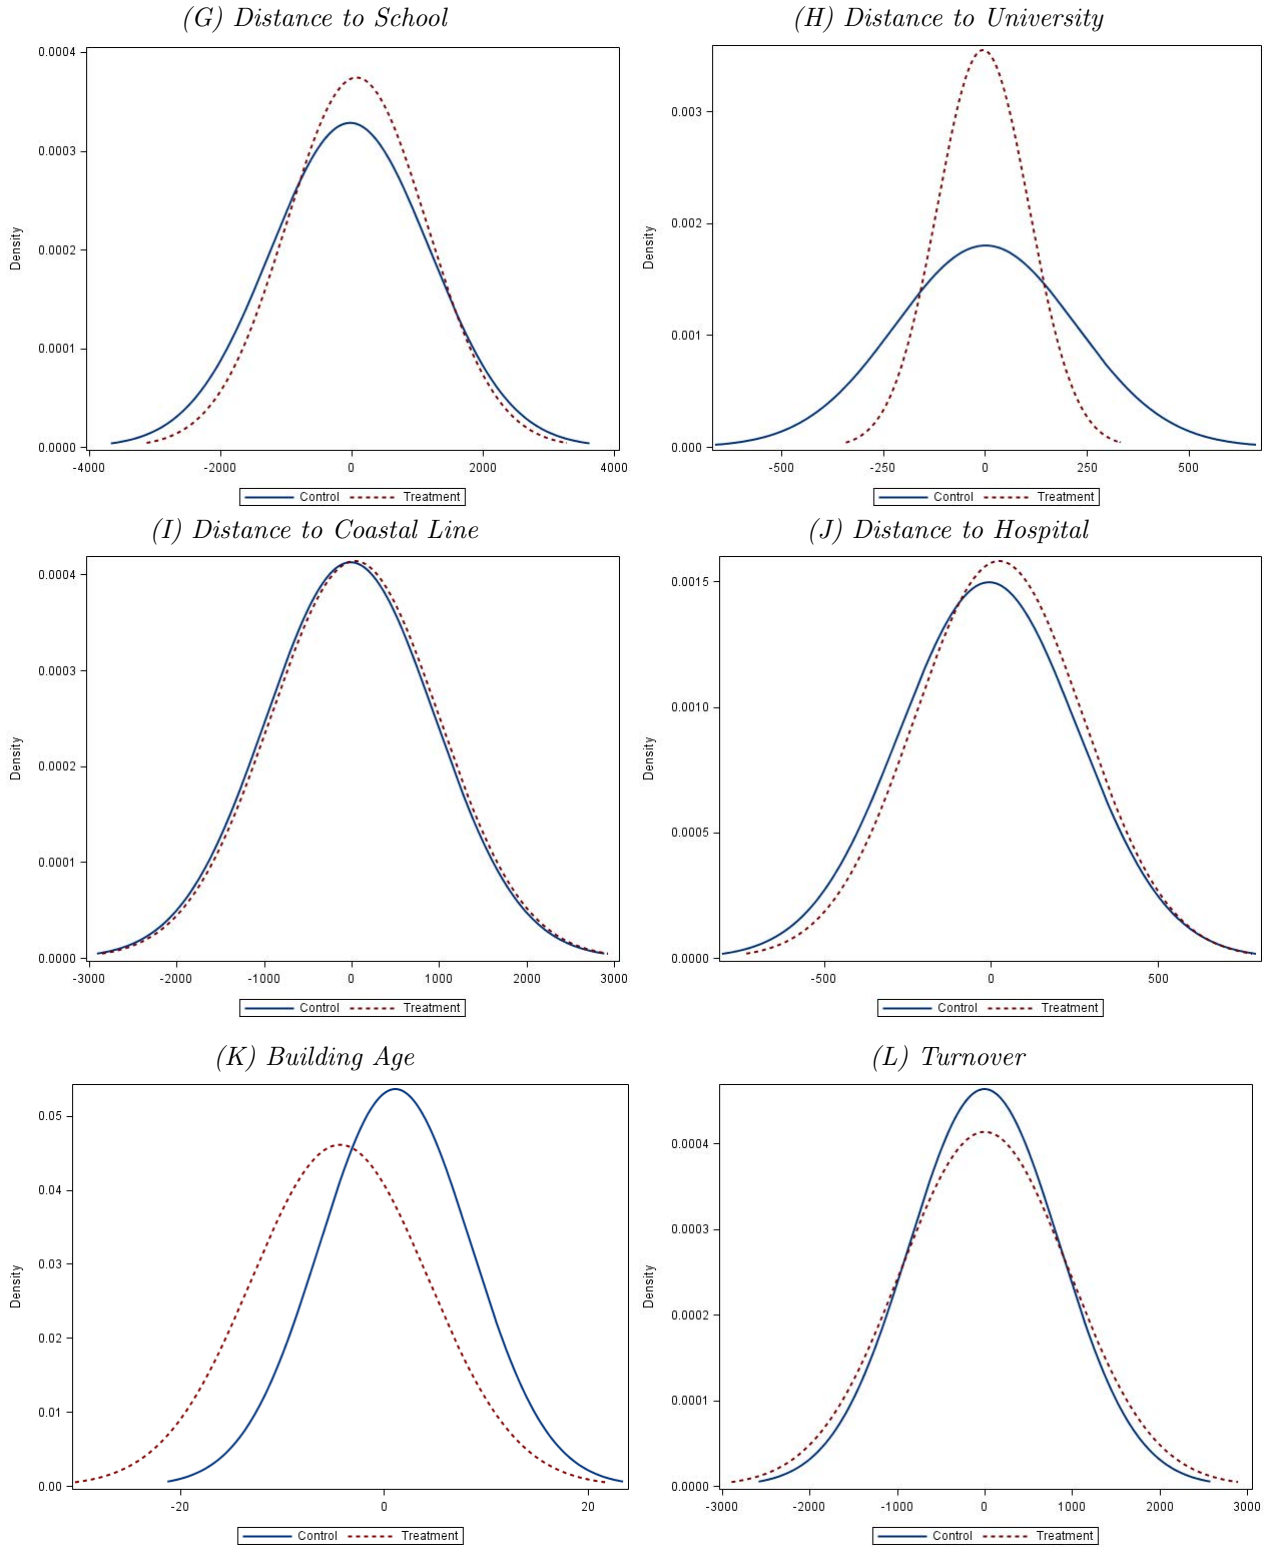 (G) Distance to School
0.0004
0.0003
0.0002
0.0001
0.0000
Density
-4000 -2000 0 2000 4000
Control Treatment
(H) Distance to University
0.003
0.002
0.001
0.000
Density
-500 -250 0 250 500
Control Treatment
(I) Distance to Coastal Line
0.0004
0.0003
0.0002
0.0001
0.0000
Density
-3000 -2000 -1000 0 1000 2000 3000
Control Treatment
(J) Distance to Hospital
0.0015
0.0010
0.0005
0.0000
Density
-500 0 500
Control Treatment
(K) Building Age
0.05
0.04
0.03
0.02
0.01
0.00
Density
-20 0 20
Control Treatment
(L) Turnover
0.0004
0.0003
0.0002
0.0001
0.0000
Density
-3000 -2000 -1000 0 1000 2000 3000
Control Treatment